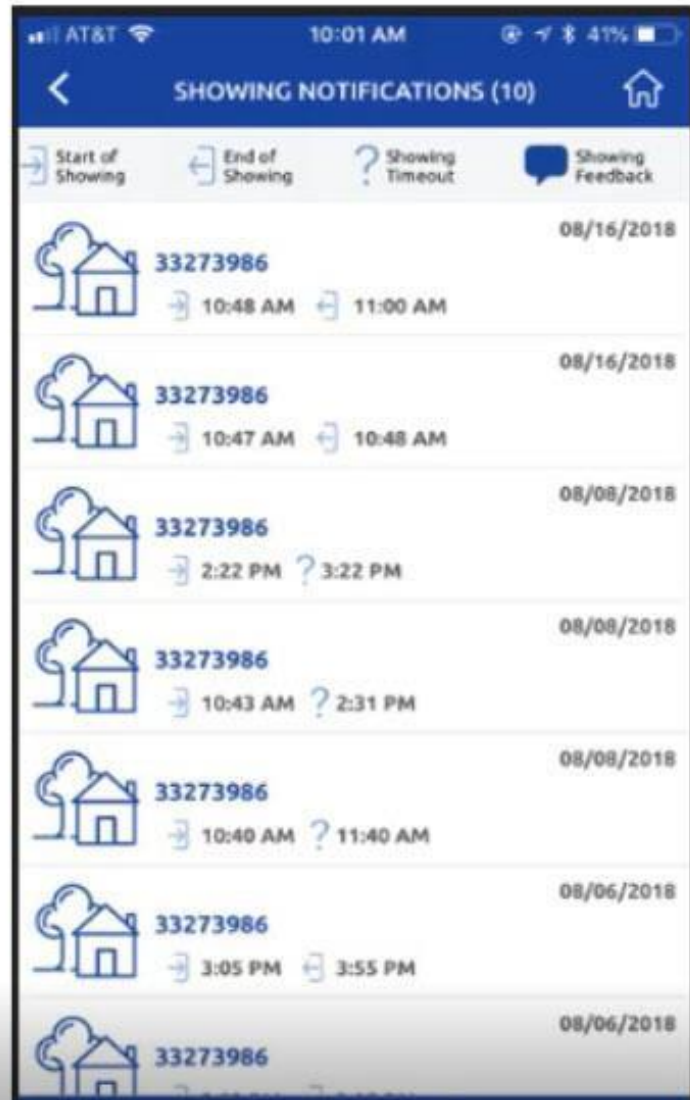 AT&T 10:01 AM 41%
SHOWING NOTIFICATIONS (10)
Start of Showing End of Showing ? Showing Timeout Showing Feedback
08/16/2018
33273986
10:48 AM 11:00 AM
08/16/2018
33273986
10:47 AM 10:48 AM
08/08/2018
33273986
2:22 PM ? 3:22 PM
08/08/2018
33273986
10:43 AM ? 2:31 PM
08/08/2018
33273986
10:40 AM ? 11:40 AM
08/06/2018
33273986
3:05 PM 3:55 PM
08/06/2018
33273986